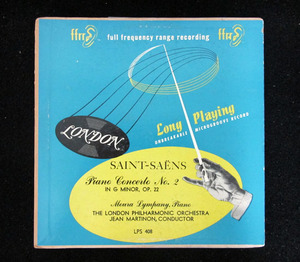 ffrr full frequency range recording ffrr
LONDON
Long Playing
UNBREAKABLE MICROGROOVE RECORD
SAINT-SAËNS
Piano Concerto No. 2
IN G MINOR, OP. 22
Moura Lympany, Piano
THE LONDON PHILHARMONIC ORCHESTRA
JEAN MARTINON, CONDUCTOR
LPS 408